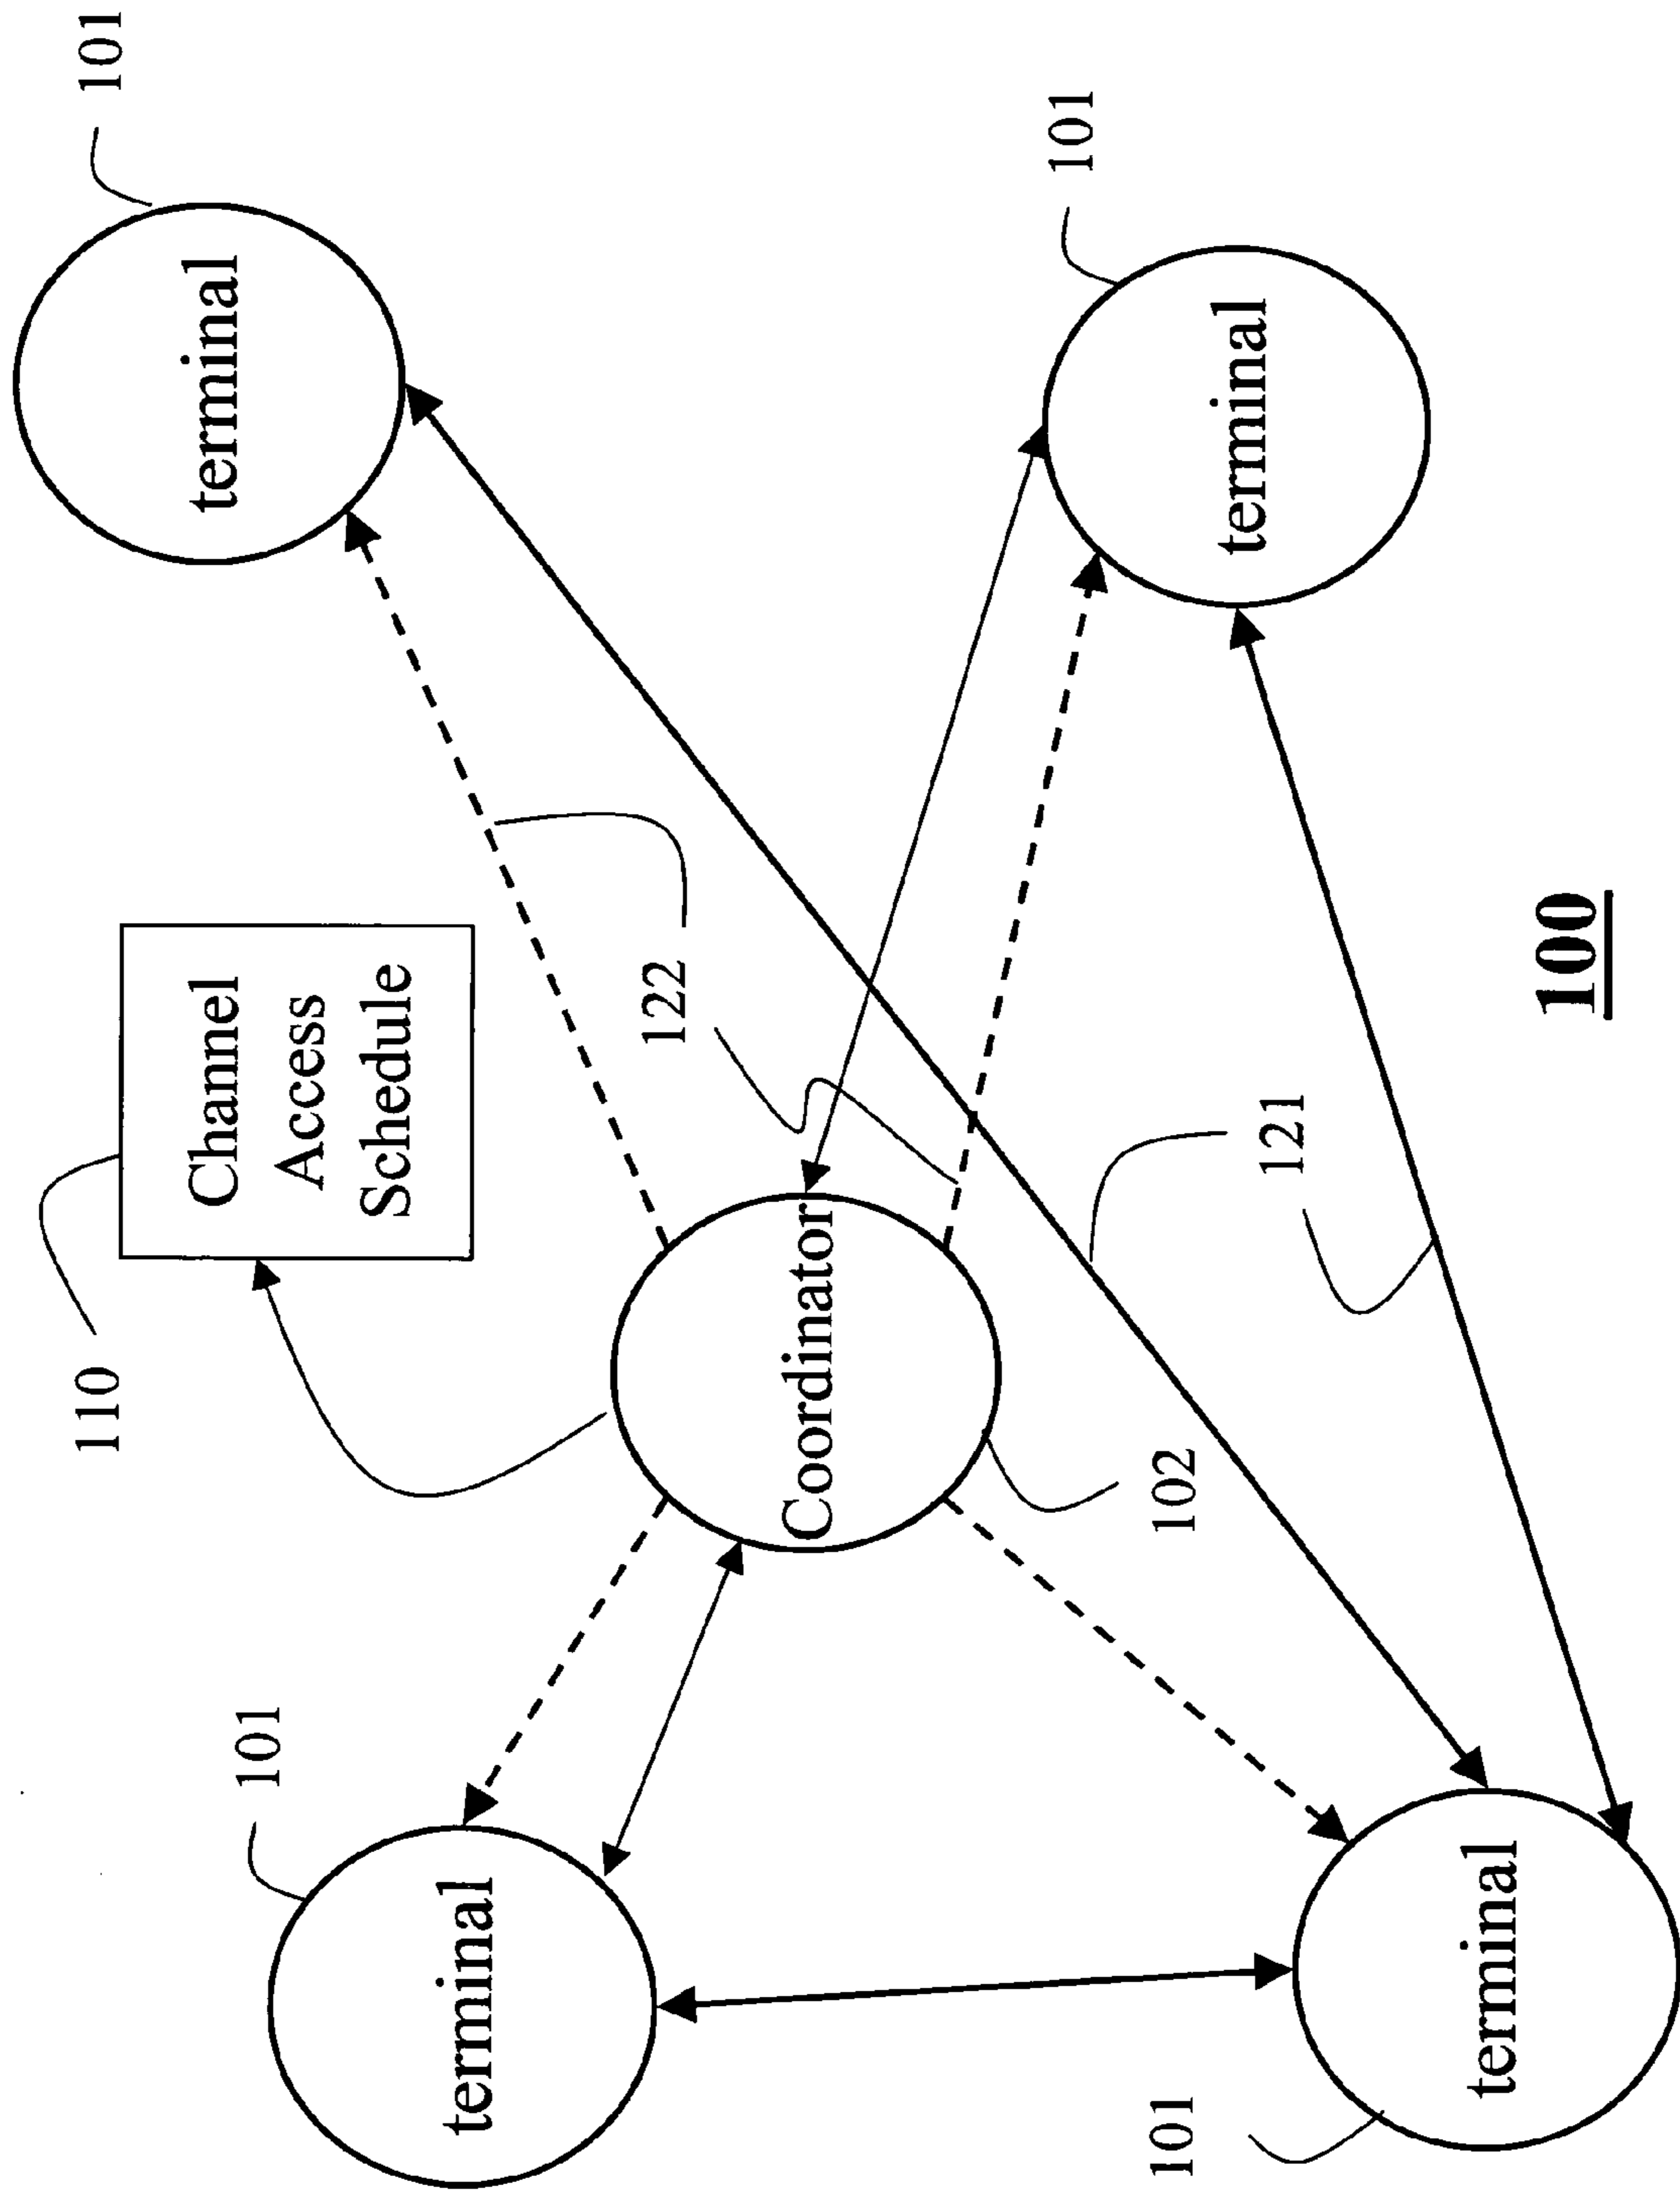 110
101
101
Channel
Access
Schedule
terminal
terminal
122
Coordinator
101
101
102
terminal
121
terminal
100